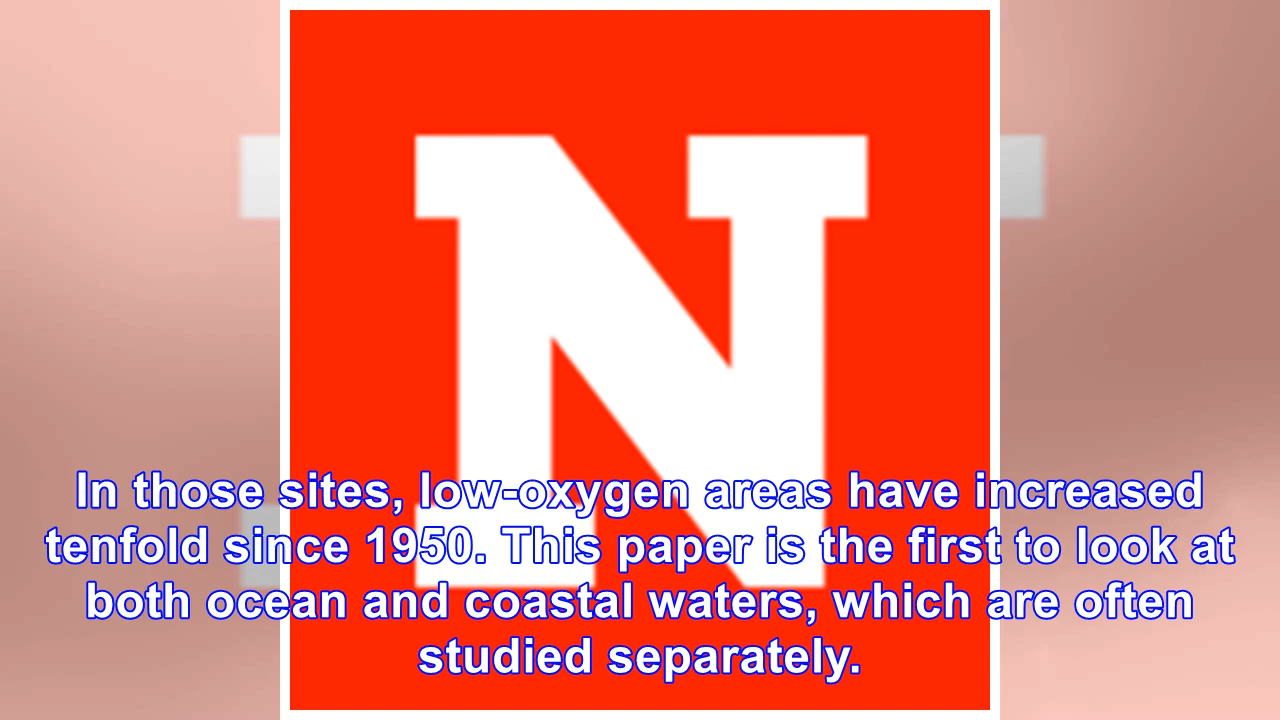 N
In those sites, low-oxygen areas have increased
tenfold since 1950. This paper is the first to look at
both ocean and coastal waters, which are often
studied separately.